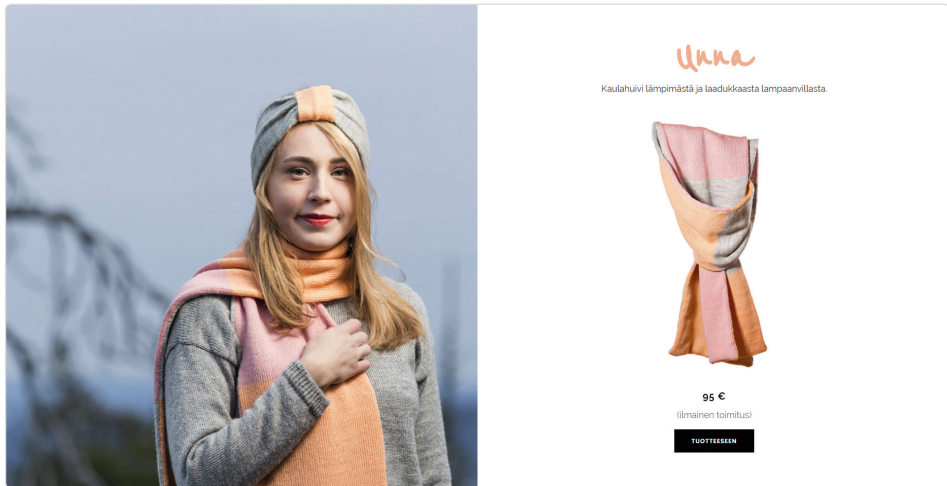 Unna
Kaulahuivi lämpimästä ja laadukkaasta lampaanvillasta.
95 €
(ilmainen toimitus)
TUOTTEESEEN